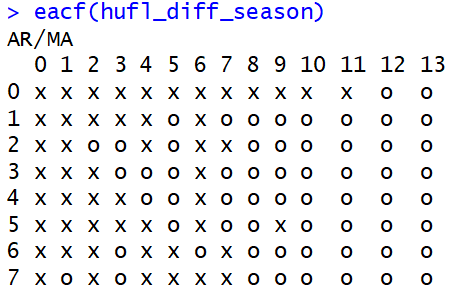 > eacf(hufl_diff_season)
AR/MA
  0 1 2 3 4 5 6 7 8 9 10 11 12 13
0 x x x x x x x x x x x x o o
1 x x x x x o x o o o o o o o
2 x x o o x o x x o o o o o o
3 x x x o o o x o o o o o o o
4 x x x x o o x o o o o o o o
5 x x x x x o x o o x o o o o
6 x x x o x x o x o o o o o o
7 x o x o x x x x o o o o o o